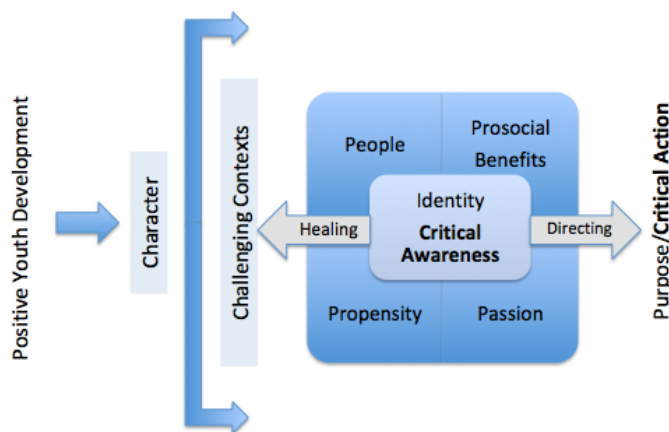 Positive Youth Development
Character
Challenging Contexts
People
Prosocial
Benefits
Identity
Critical
Awareness
Healing
Directing
Propensity
Passion
Purpose/Critical Action